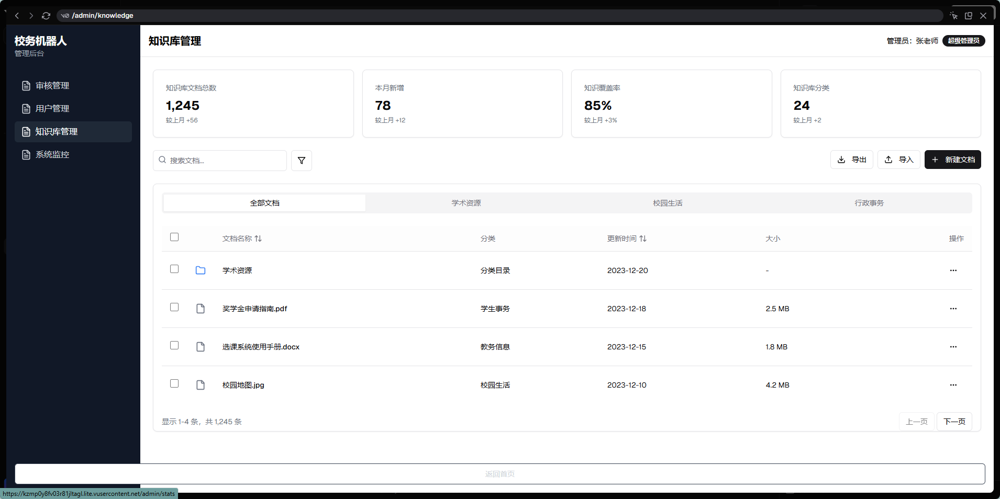 v0 /admin/knowledge
校务机器人
管理后台
审核管理
用户管理
知识库管理
系统监控
知识库管理
管理员：张老师 超级管理员
知识库文档总数
1,245
较上月 +56
本月新增
78
较上月 +12
知识覆盖率
85%
较上月 +3%
知识库分类
24
较上月 +2
搜索文档...
导出
导入
新建文档
全部文档 学术资源 校园生活 行政事务
文档名称 分类 更新时间 大小 操作
学术资源 分类目录 2023-12-20 -
奖学金申请指南.pdf 学生事务 2023-12-18 2.5 MB
选课系统使用手册.docx 教务信息 2023-12-15 1.8 MB
校园地图.jpg 校园生活 2023-12-10 4.2 MB
显示 1-4 条，共 1,245 条
上一页 下一页
返回首页
https://kzmp0y8fv03r81jltagl.lite.vusercontent.net/admin/stats